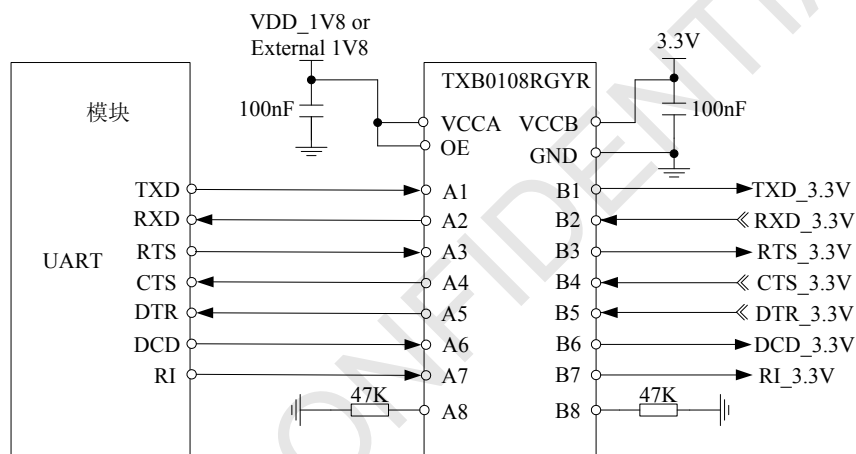 VDD_1V8 or
External 1V8
3.3V
TXB0108RGYR
模块
100nF
100nF
VCCA VCCB
OE
GND
TXD A1 B1 TXD_3.3V
RXD A2 B2 RXD_3.3V
UART
RTS A3 B3 RTS_3.3V
CTS A4 B4 CTS_3.3V
DTR A5 B5 DTR_3.3V
DCD A6 B6 DCD_3.3V
RI A7 B7 RI_3.3V
47K A8 B8 47K